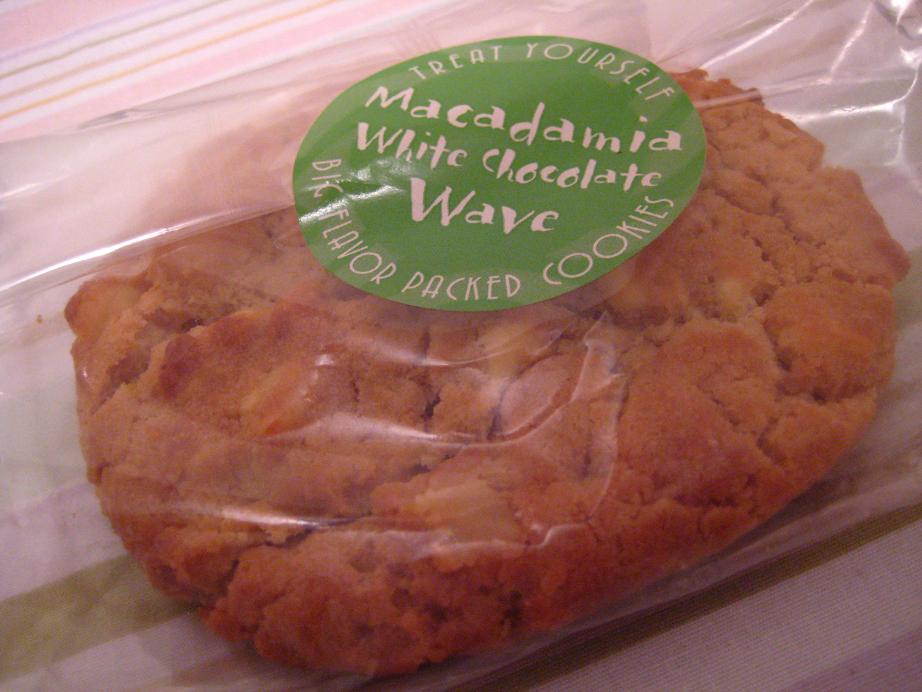 TREAT YOURSELF
Macadamia
White Chocolate
Wave
BIG FLAVOR PACKED COOKIES